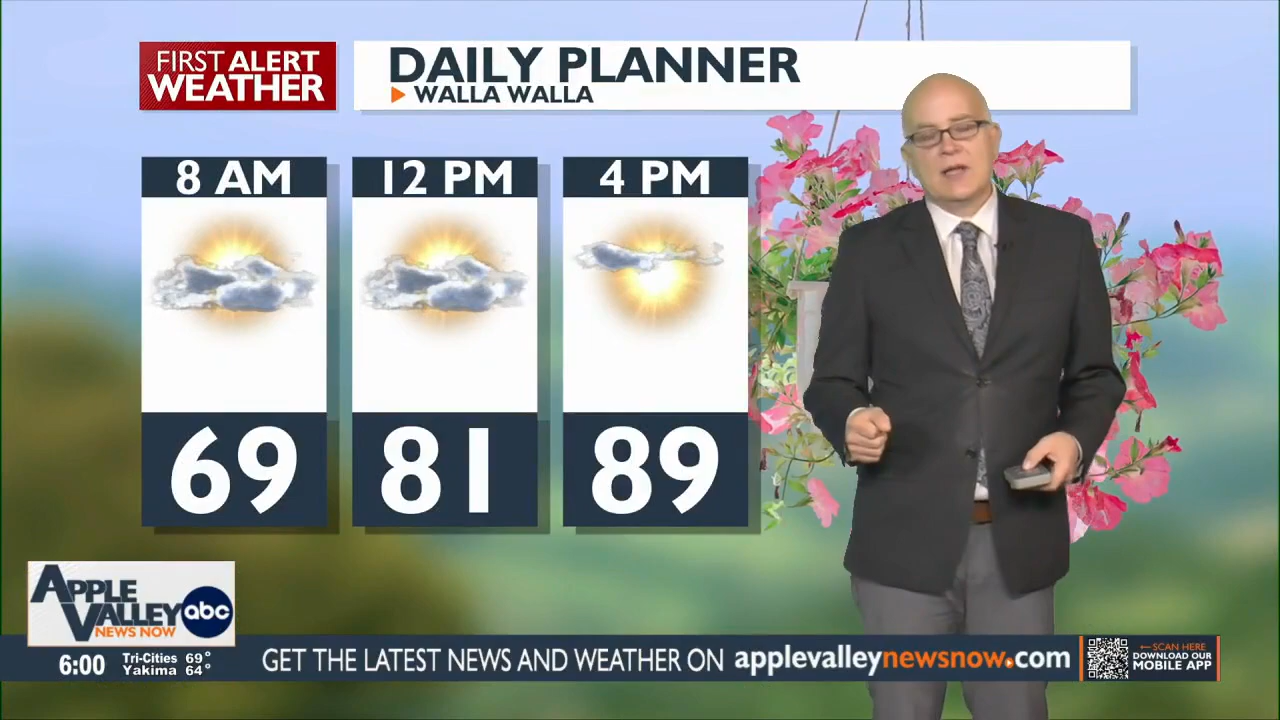 FIRST ALERT
WEATHER
DAILY PLANNER
WALLA WALLA
8 AM
12 PM
4 PM
69
81
89
APPLE
VALLEY
NEWS NOW
abc
6:00
Tri-Cities 69°
Yakima 64°
GET THE LATEST NEWS AND WEATHER ON applevalleynewsnow.com
←SCAN HERE
DOWNLOAD OUR
MOBILE APP